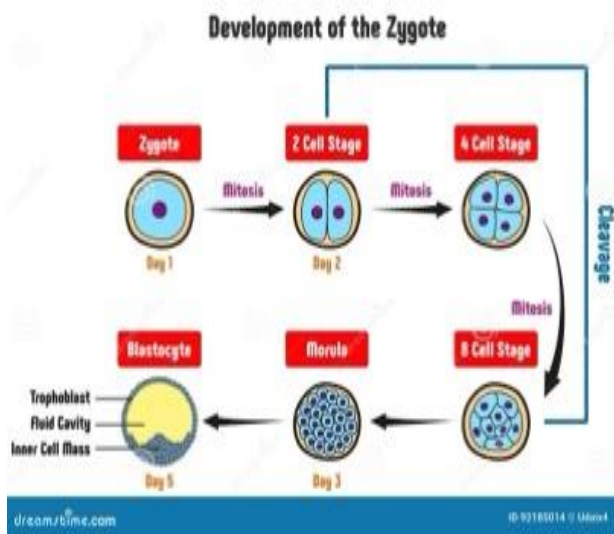 Development of the Zygote
Zygote
2 Cell Stage
4 Cell Stage
Mitosis
Mitosis
Day 1
Day 2
Cleavage
Mitosis
Blastocyte
Morula
8 Cell Stage
Trophoblast
Fluid Cavity
Inner Cell Mass
Day 5
Day 3
dreamstime.com